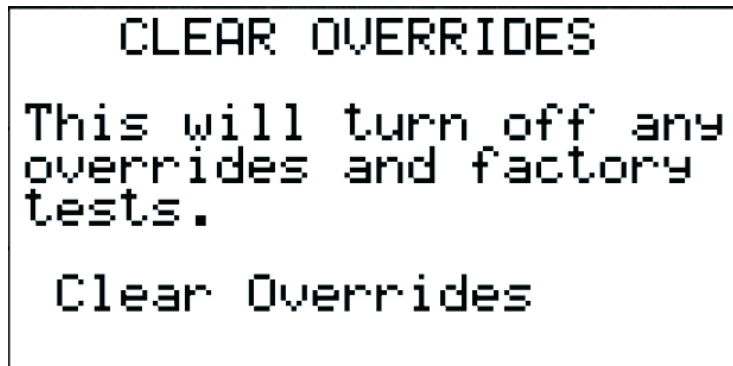 CLEAR OVERRIDES
This will turn off any
overrides and factory
tests.
Clear Overrides